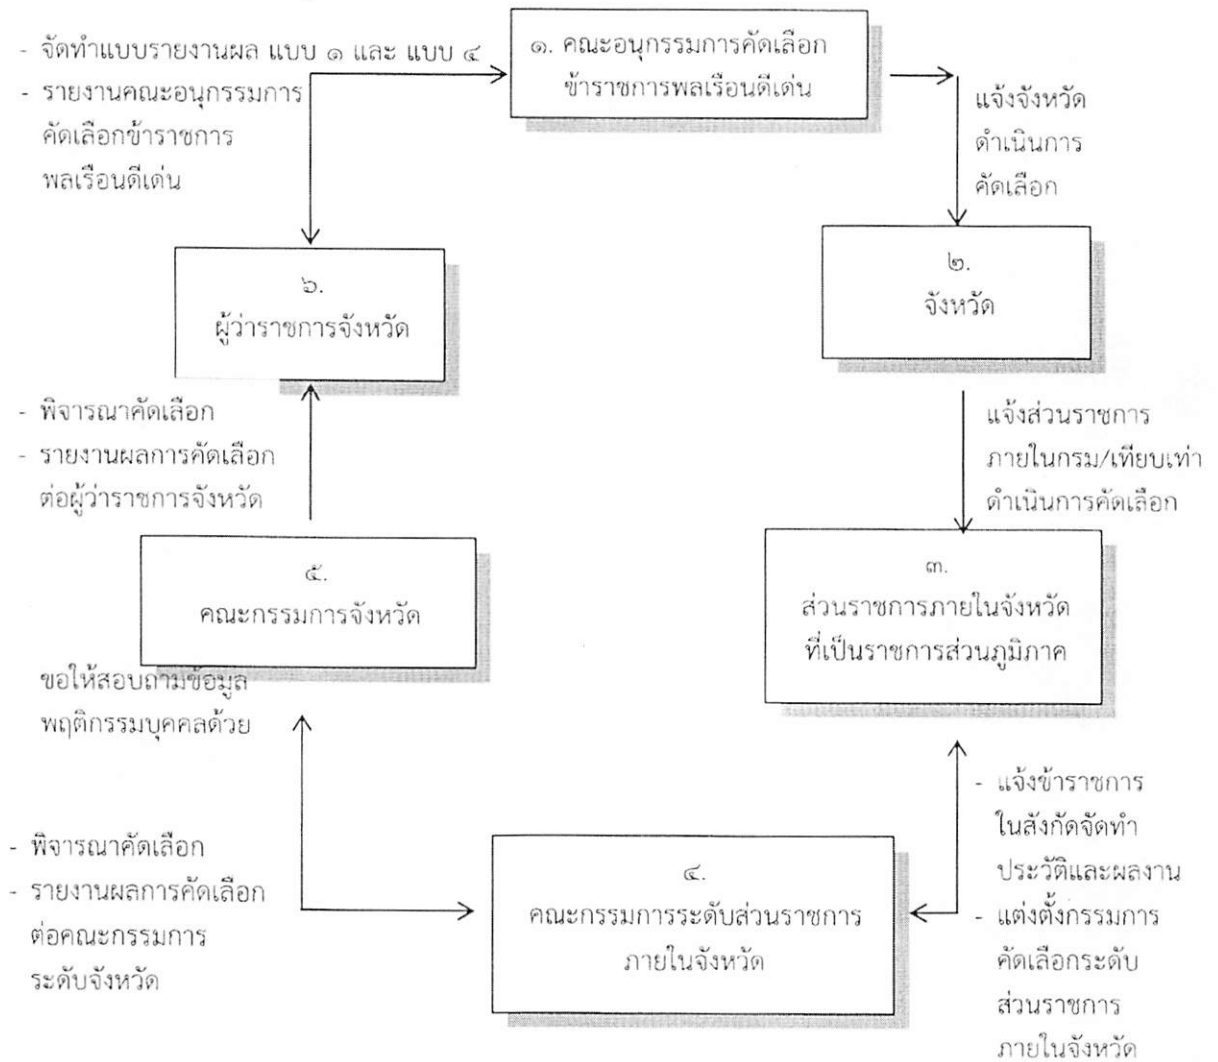 - จัดทำแบบรายงานผล แบบ ๑ และ แบบ ๔
- รายงานคณะอนุกรรมการ
คัดเลือกข้าราชการ
พลเรือนดีเด่น
๑. คณะอนุกรรมการคัดเลือก
ข้าราชการพลเรือนดีเด่น
แจ้งจังหวัด
ดำเนินการ
คัดเลือก
๒.
จังหวัด
แจ้งส่วนราชการ
ภายในกรม/เทียบเท่า
ดำเนินการคัดเลือก
๓.
ส่วนราชการภายในจังหวัด
ที่เป็นราชการส่วนภูมิภาค
- แจ้งข้าราชการ
ในสังกัดจัดทำ
ประวัติและผลงาน
- แต่งตั้งกรรมการ
คัดเลือกระดับ
ส่วนราชการ
ภายในจังหวัด
๔.
คณะกรรมการระดับส่วนราชการ
ภายในจังหวัด
- พิจารณาคัดเลือก
- รายงานผลการคัดเลือก
ต่อคณะกรรมการ
ระดับจังหวัด
๕.
คณะกรรมการจังหวัด
ขอให้สอบถามข้อมูล
พฤติกรรมบุคคลด้วย
- พิจารณาคัดเลือก
- รายงานผลการคัดเลือก
ต่อผู้ว่าราชการจังหวัด
๖.
ผู้ว่าราชการจังหวัด